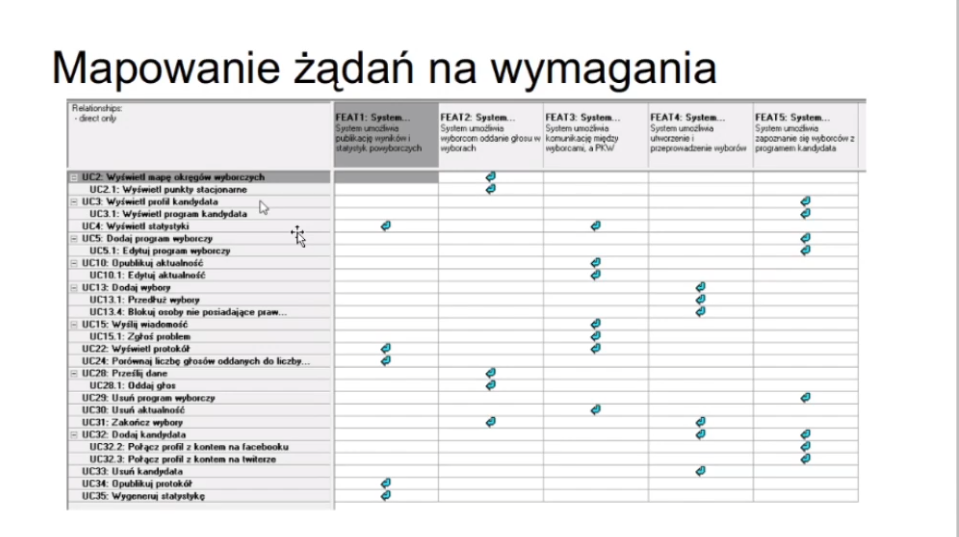 Mapowanie żądań na wymagania
Relationships:
- direct only
FEAT1: System...
System umożliwia
publikację wyników i
statystyk powyborczych
FEAT2: System...
System umożliwia
wyborcom oddanie głosu w
wyborach
FEAT3: System...
System umożliwia
komunikację między
wyborcami, a PKW
FEAT4: System...
System umożliwia
utworzenie i
przeprowadzenie wyborów
FEAT5: System...
System umożliwia
zapoznanie się wyborców z
programem kandydata
UC2: Wyświetl mapę okręgów wyborczych
UC2.1: Wyświetl punkty stacjonarne
UC3: Wyświetl profil kandydata
UC3.1: Wyświetl program kandydata
UC4: Wyświetl statystyki
UC5: Dodaj program wyborczy
UC5.1: Edytuj program wyborczy
UC10: Opublikuj aktualność
UC10.1: Edytuj aktualność
UC13: Dodaj wybory
UC13.1: Przedłuż wybory
UC13.4: Blokuj osoby nie posiadające praw...
UC15: Wyślij wiadomość
UC15.1: Zgłoś problem
UC22: Wyświetl protokół
UC24: Porównaj liczbę głosów oddanych do liczby...
UC28: Prześlij dane
UC28.1: Oddaj głos
UC29: Usuń program wyborczy
UC30: Usuń aktualność
UC31: Zakończ wybory
UC32: Dodaj kandydata
UC32.2: Połącz profil z kontem na facebooku
UC32.3: Połącz profil z kontem na twiterze
UC33: Usuń kandydata
UC34: Opublikuj protokół
UC35: Wygeneruj statystykę